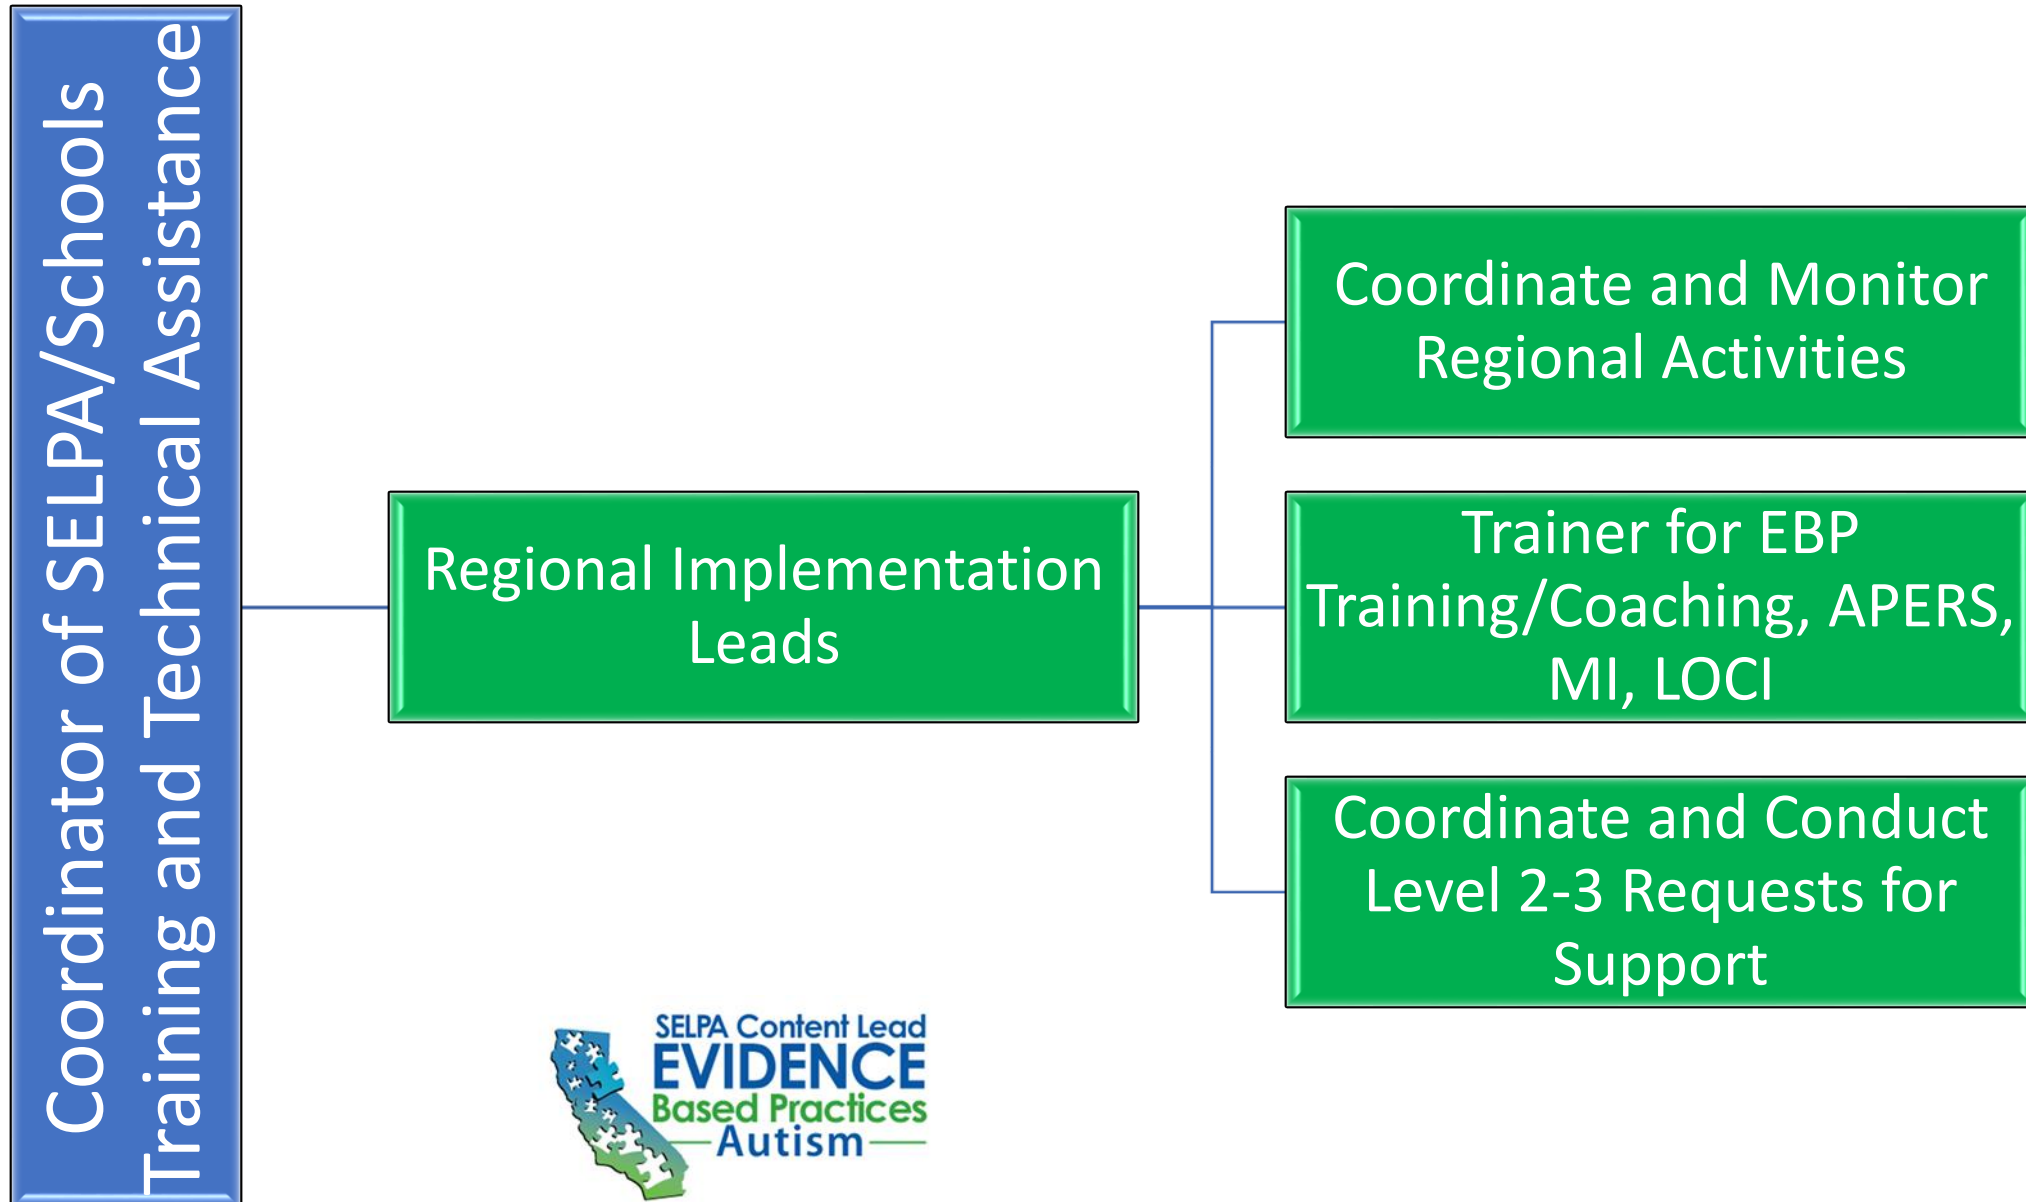 Coordinator of SELPA/Schools
Training and Technical Assistance
Regional Implementation
Leads
Coordinate and Monitor
Regional Activities
Trainer for EBP
Training/Coaching, APERS,
MI, LOCI
Coordinate and Conduct
Level 2-3 Requests for
Support
SELPA Content Lead
EVIDENCE
Based Practices
Autism